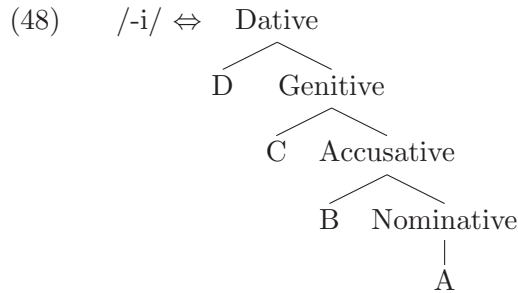 (48) /-i/ ⇔ Dative
D Genitive
C Accusative
B Nominative
A